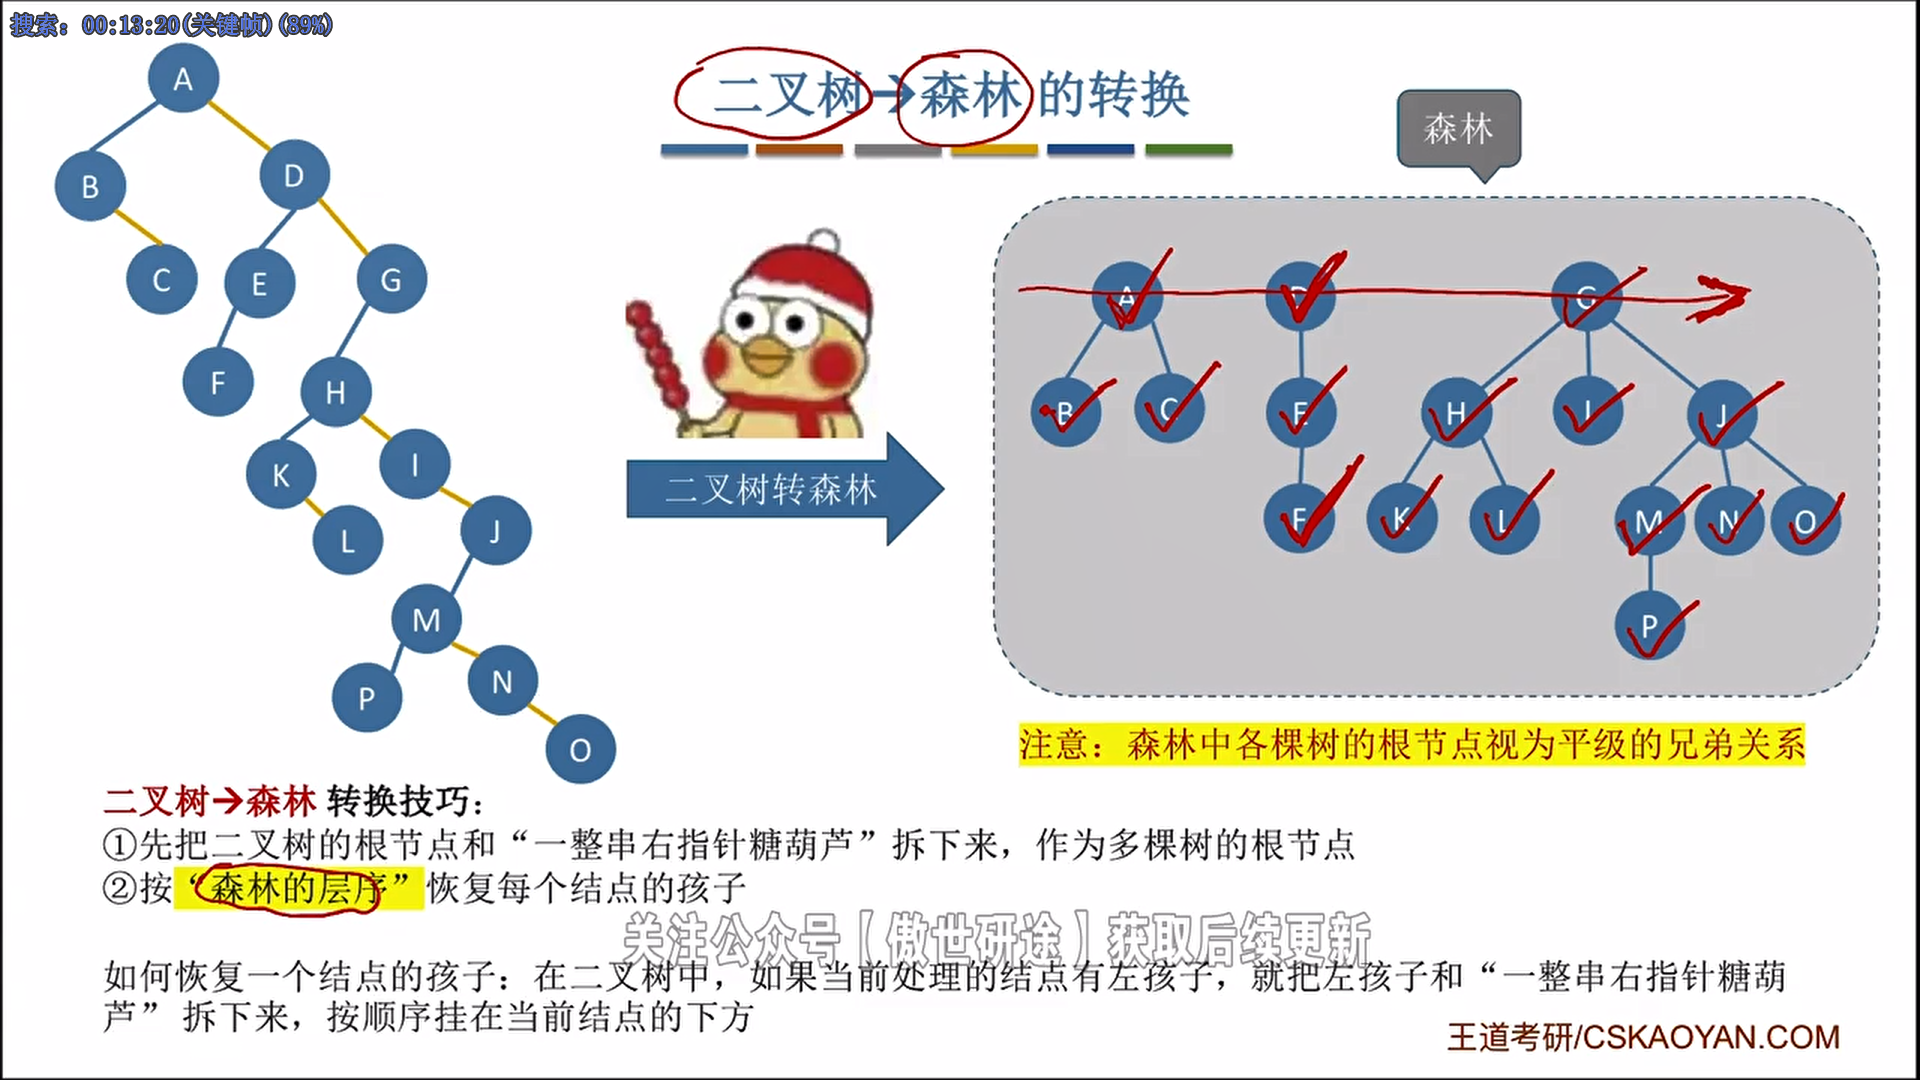 搜索: 00:13:20(关键帧)(89%)
二叉树→森林 的转换
森林
A
B
D
C
E
G
F
H
K
I
L
J
M
P
N
O
二叉树转森林
A
D
G
B
C
E
H
I
J
F
K
L
M
N
O
P
注意：森林中各棵树的根节点视为平级的兄弟关系
二叉树→森林 转换技巧：
①先把二叉树的根节点和“一整串右指针糖葫芦”拆下来，作为多棵树的根节点
②按“森林的层序”恢复每个结点的孩子
关注公众号【傲世研途】获取后续更新
如何恢复一个结点的孩子：在二叉树中，如果当前处理的结点有左孩子，就把左孩子和“一整串右指针糖葫
芦”拆下来，按顺序挂在当前结点的下方
王道考研/CSKAOYAN.COM